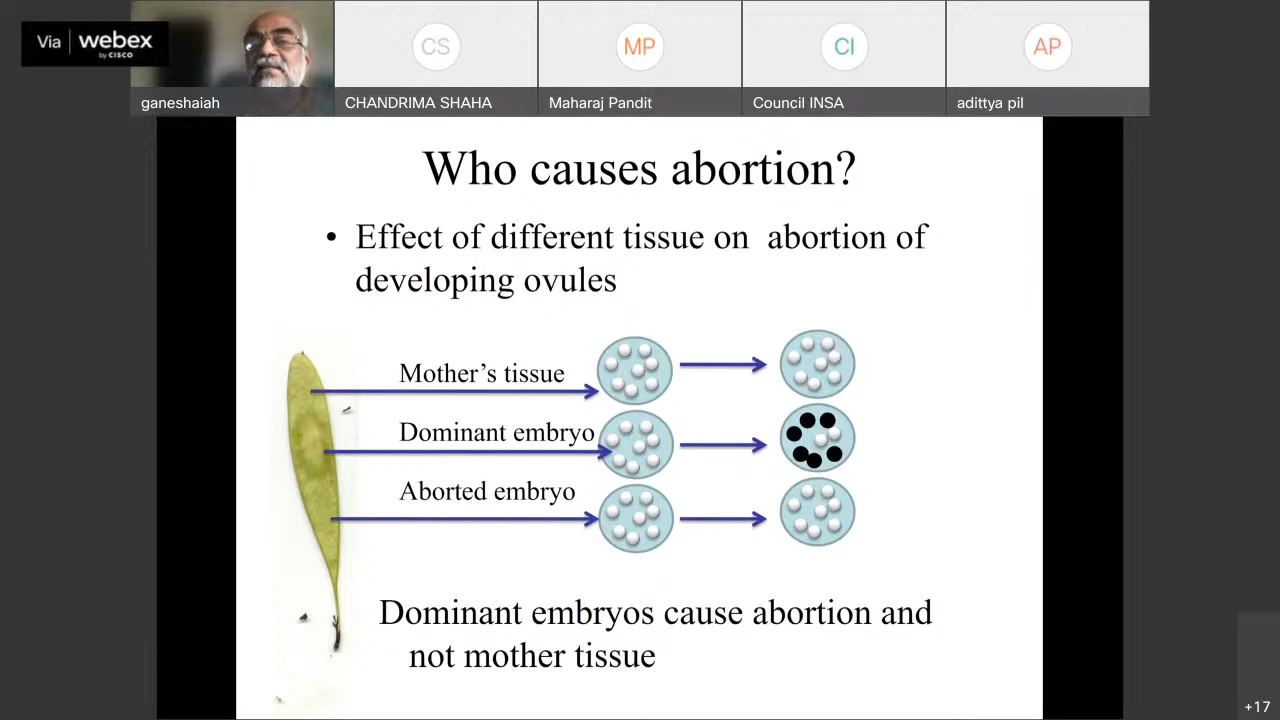 Via webex
by CISCO
CS
MP
CI
AP
ganeshaiah
CHANDRIMA SHAHA
Maharaj Pandit
Council INSA
adittya pil
Who causes abortion?
• Effect of different tissue on abortion of
developing ovules
Mother's tissue
Dominant embryo
Aborted embryo
Dominant embryos cause abortion and
not mother tissue
+17